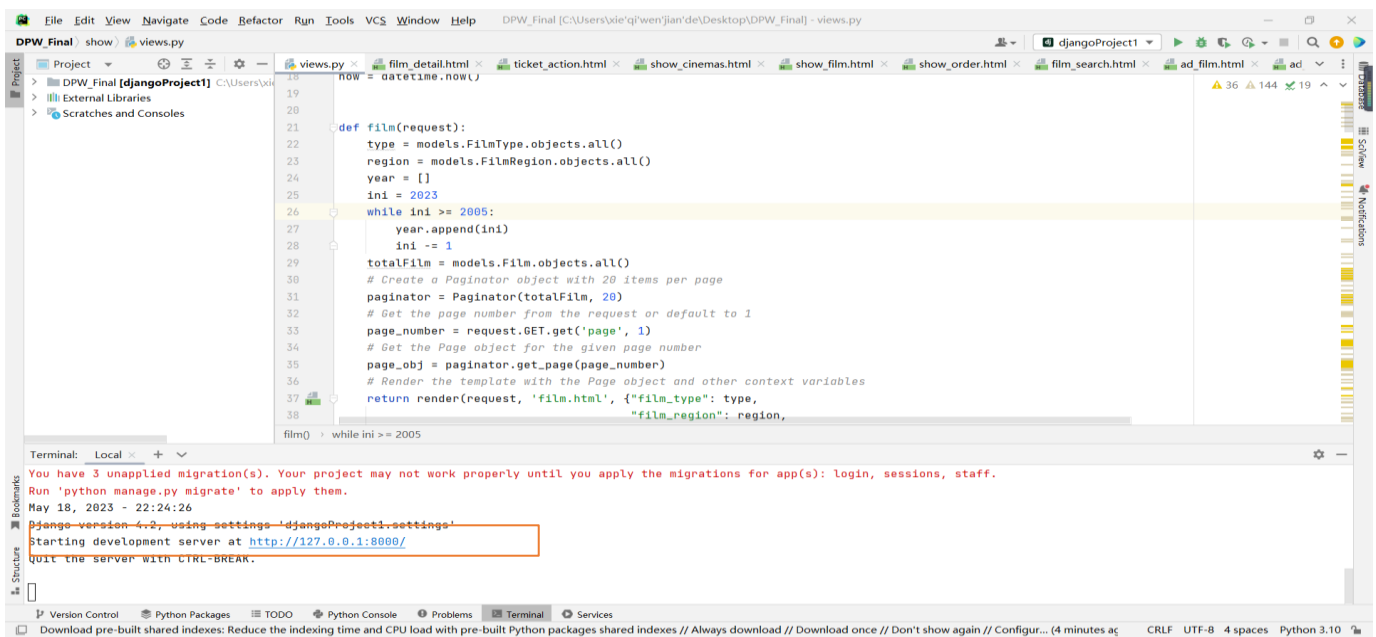 File Edit View Navigate Code Refactor Run Tools VCS Window Help DPW_Final [C:\Users\xie'qi'wen'jian'de\Desktop\DPW_Final] - views.py
DPW_Final show views.py djangoProject1
Project views.py film_detail.html ticket_action.html show_cinemas.html show_film.html show_order.html film_search.html ad_film.html ad
DPW_Final [djangoProject1] C:\Users\xi
External Libraries
Scratches and Consoles
36 144 19
18 now = datetime.now()
19
20
21 def film(request):
22 type = models.FilmType.objects.all()
23 region = models.FilmRegion.objects.all()
24 year = []
25 ini = 2023
26 while ini >= 2005:
27 year.append(ini)
28 ini -= 1
29 totalFilm = models.Film.objects.all()
30 # Create a Paginator object with 20 items per page
31 paginator = Paginator(totalFilm, 20)
32 # Get the page number from the request or default to 1
33 page_number = request.GET.get('page', 1)
34 # Get the Page object for the given page number
35 page_obj = paginator.get_page(page_number)
36 # Render the template with the Page object and other context variables
37 return render(request, 'film.html', {"film_type": type,
38 "film_region": region,
film() while ini >= 2005
Project
Bookmarks
Structure
Database
SciView
Notifications
Terminal: Local
You have 3 unapplied migration(s). Your project may not work properly until you apply the migrations for app(s): login, sessions, staff.
Run 'python manage.py migrate' to apply them.
May 18, 2023 - 22:24:26
Django version 4.2, using settings 'djangoProject1.settings'
Starting development server at http://127.0.0.1:8000/
Quit the server with CTRL-BREAK.
Version Control Python Packages TODO Python Console Problems Terminal Services
Download pre-built shared indexes: Reduce the indexing time and CPU load with pre-built Python packages shared indexes // Always download // Download once // Don't show again // Configur... (4 minutes ag CRLF UTF-8 4 spaces Python 3.10